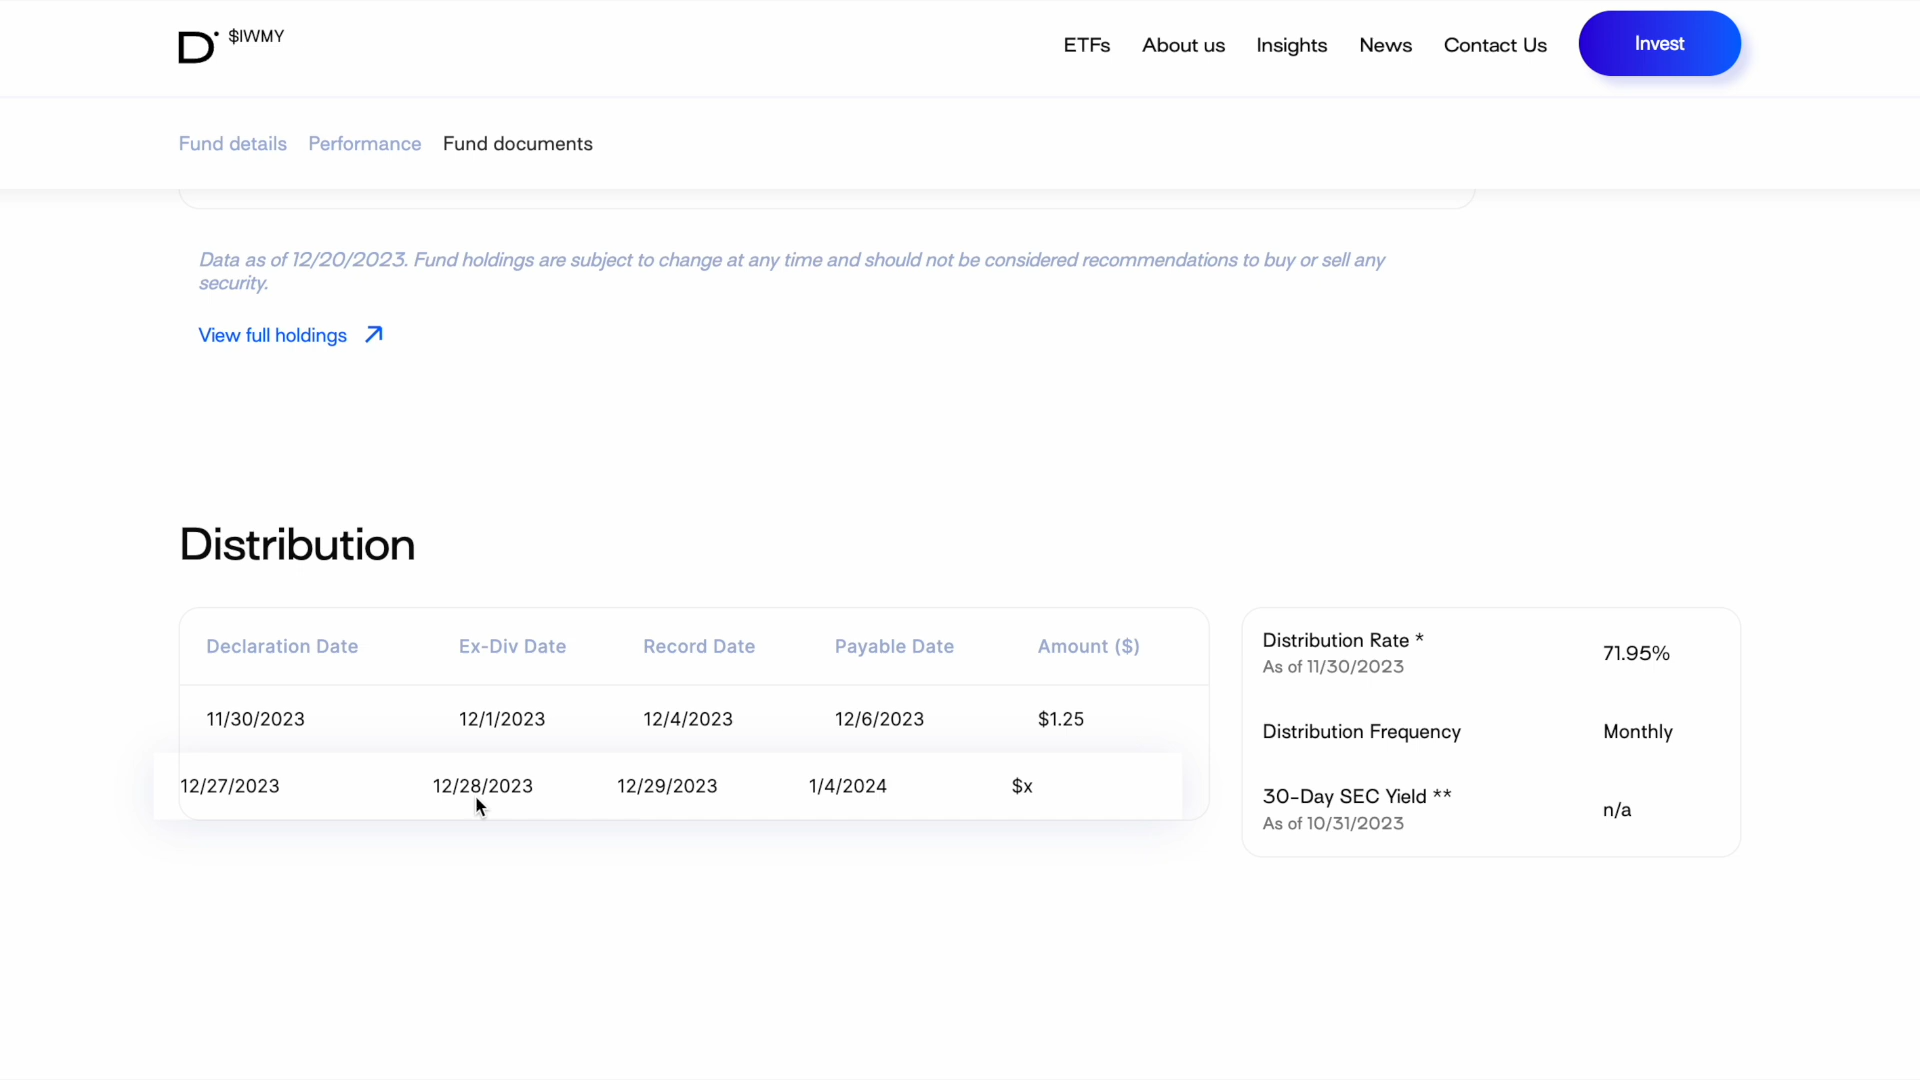 D $IWMY
ETFs About us Insights News Contact Us Invest
Fund details Performance Fund documents
Data as of 12/20/2023. Fund holdings are subject to change at any time and should not be considered recommendations to buy or sell any
security.
View full holdings
Distribution
Declaration Date Ex-Div Date Record Date Payable Date Amount ($)
11/30/2023 12/1/2023 12/4/2023 12/6/2023 $1.25
12/27/2023 12/28/2023 12/29/2023 1/4/2024 $x
Distribution Rate * 71.95%
As of 11/30/2023
Distribution Frequency Monthly
30-Day SEC Yield ** n/a
As of 10/31/2023